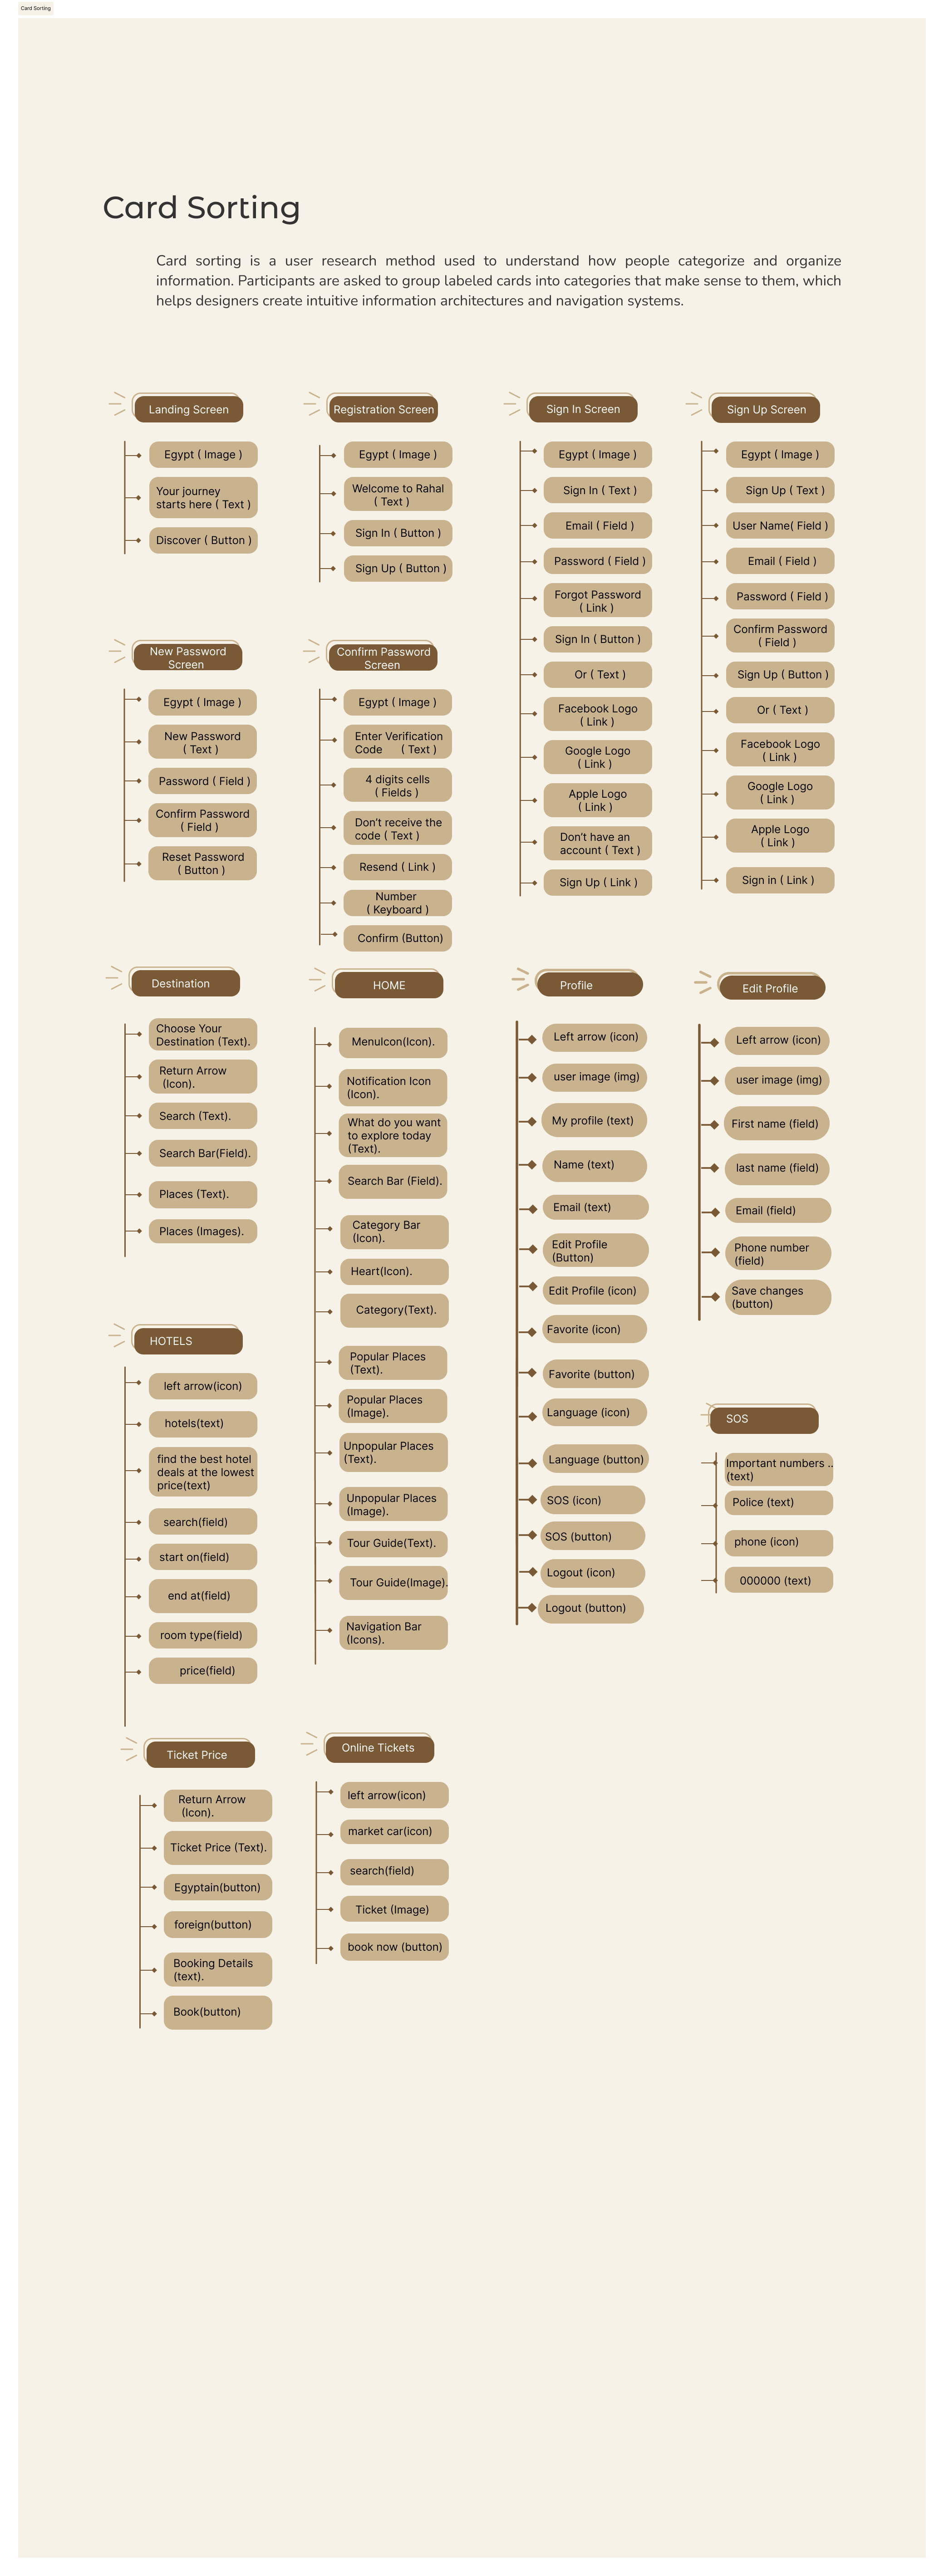 Card Sorting
Card Sorting
Card sorting is a user research method used to understand how people categorize and organize
information. Participants are asked to group labeled cards into categories that make sense to them, which
helps designers create intuitive information architectures and navigation systems.
Landing Screen
Egypt ( Image )
Your journey
starts here ( Text )
Discover ( Button )
Registration Screen
Egypt ( Image )
Welcome to Rahal
( Text )
Sign In ( Button )
Sign Up ( Button )
Sign In Screen
Egypt ( Image )
Sign In ( Text )
Email ( Field )
Password ( Field )
Forgot Password
( Link )
Sign In ( Button )
Or ( Text )
Facebook Logo
( Link )
Google Logo
( Link )
Apple Logo
( Link )
Don't have an
account ( Text )
Sign Up ( Link )
Sign Up Screen
Egypt ( Image )
Sign Up ( Text )
User Name( Field )
Email ( Field )
Password ( Field )
Confirm Password
( Field )
Sign Up ( Button )
Or ( Text )
Facebook Logo
( Link )
Google Logo
( Link )
Apple Logo
( Link )
Sign in ( Link )
New Password
Screen
Egypt ( Image )
New Password
( Text )
Password ( Field )
Confirm Password
( Field )
Reset Password
( Button )
Confirm Password
Screen
Egypt ( Image )
Enter Verification
Code ( Text )
4 digits cells
( Fields )
Don't receive the
code ( Text )
Resend ( Link )
Number
( Keyboard )
Confirm (Button)
Destination
Choose Your
Destination (Text).
Return Arrow
(Icon).
Search (Text).
Search Bar(Field).
Places (Text).
Places (Images).
HOME
MenuIcon(Icon).
Notification Icon
(Icon).
What do you want
to explore today
(Text).
Search Bar (Field).
Category Bar
(Icon).
Heart(Icon).
Category(Text).
Popular Places
(Text).
Popular Places
(Image).
Unpopular Places
(Text).
Unpopular Places
(Image).
Tour Guide(Text).
Tour Guide(Image).
Navigation Bar
(Icons).
Profile
Left arrow (icon)
user image (img)
My profile (text)
Name (text)
Email (text)
Edit Profile
(Button)
Edit Profile (icon)
Favorite (icon)
Favorite (button)
Language (icon)
Language (button)
SOS (icon)
SOS (button)
Logout (icon)
Logout (button)
Edit Profile
Left arrow (icon)
user image (img)
First name (field)
last name (field)
Email (field)
Phone number
(field)
Save changes
(button)
HOTELS
left arrow(icon)
hotels(text)
find the best hotel
deals at the lowest
price(text)
search(field)
start on(field)
end at(field)
room type(field)
price(field)
SOS
Important numbers ..
(text)
Police (text)
phone (icon)
000000 (text)
Ticket Price
Return Arrow
(Icon).
Ticket Price (Text).
Egyptain(button)
foreign(button)
Booking Details
(text).
Book(button)
Online Tickets
left arrow(icon)
market car(icon)
search(field)
Ticket (Image)
book now (button)